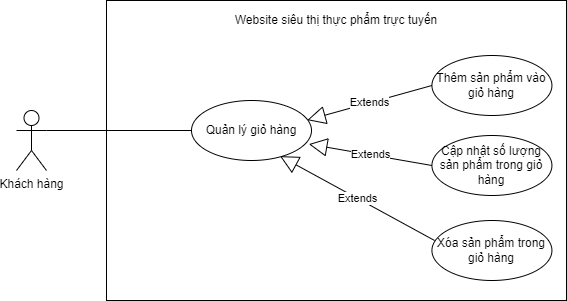 Website siêu thị thực phẩm trực tuyến
Thêm sản phẩm vào
giỏ hàng
Extends
Quản lý giỏ hàng
Cập nhật số lượng
sản phẩm trong giỏ
hàng
Extends
Khách hàng
Extends
Xóa sản phẩm trong
giỏ hàng